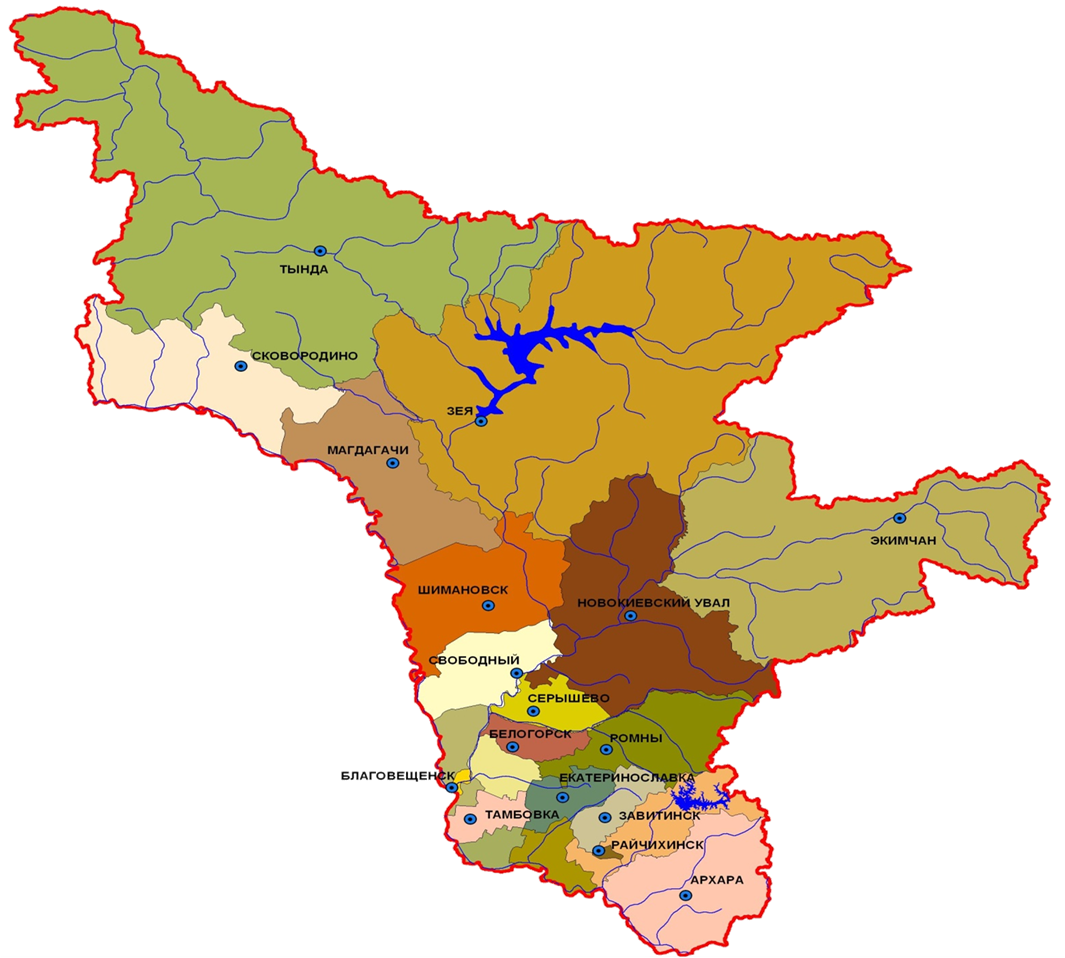 ТЫНДА
СКОВОРОДИНО
ЗЕЯ
МАГДАГАЧИ
ЭКИМЧАН
ШИМАНОВСК
НОВОКИЕВСКИЙ УВАЛ
СВОБОДНЫЙ
СЕРЫШЕВО
БЕЛОГОРСК
РОМНЫ
БЛАГОВЕЩЕНСК
ЕКАТЕРИНОСЛАВКА
ТАМБОВКА
ЗАВИТИНСК
РАЙЧИХИНСК
АРХАРА